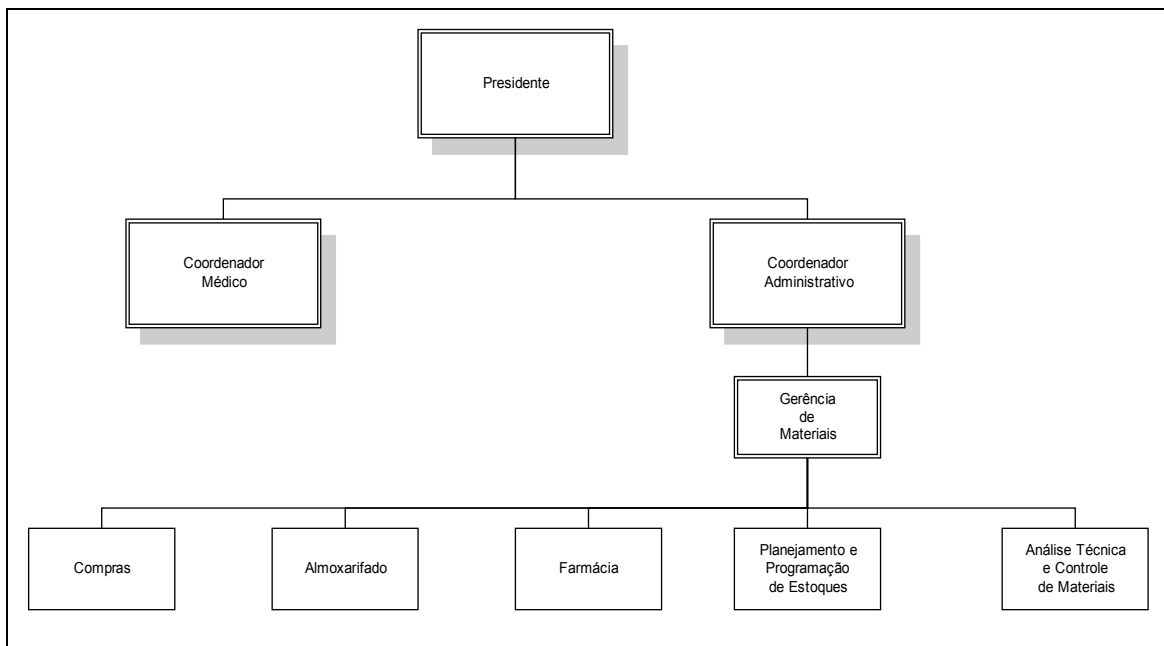 Presidente
Coordenador
Médico
Coordenador
Administrativo
Gerência
de
Materiais
Compras
Almoxarifado
Farmácia
Planejamento e
Programação
de Estoques
Análise Técnica
e Controle
de Materiais